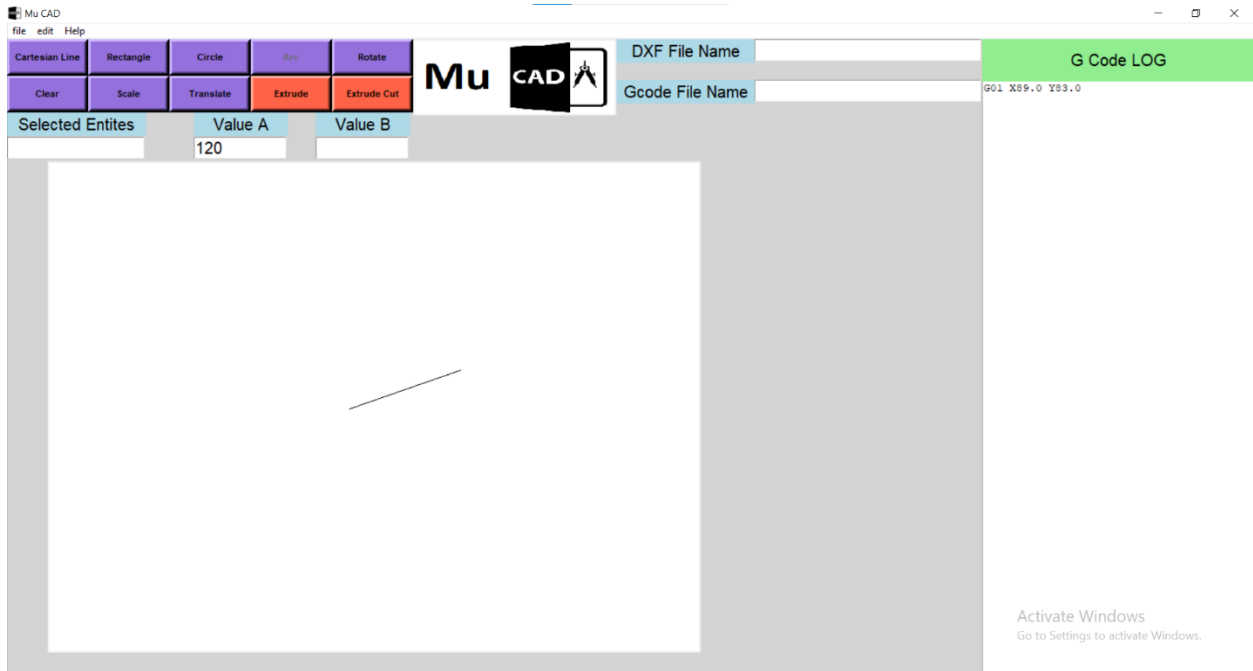 Mu CAD
file edit Help
Cartesian Line Rectangle Circle Arc Rotate
Clear Scale Translate Extrude Extrude Cut
Mu CAD
DXF File Name
Gcode File Name
G Code LOG
G01 X89.0 Y83.0
Selected Entites Value A Value B
120
Activate Windows
Go to Settings to activate Windows.